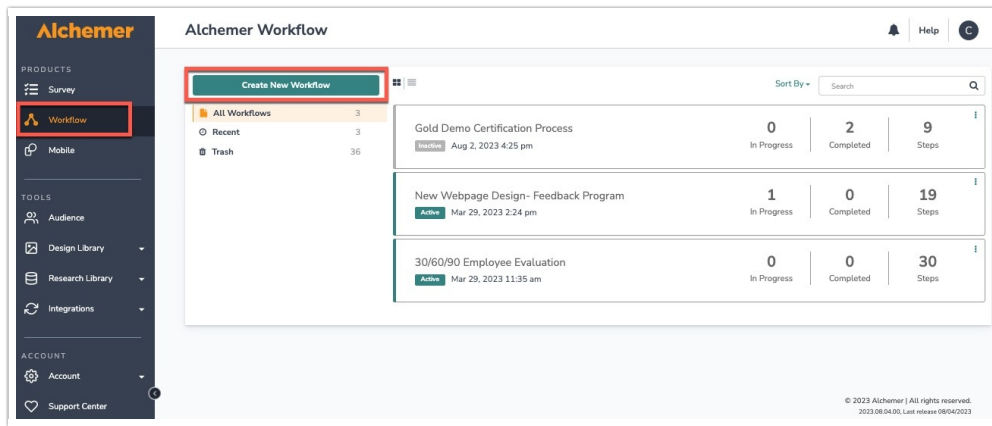 Alchemer
Alchemer Workflow
Help
C
PRODUCTS
Survey
Workflow
Mobile
TOOLS
Audience
Design Library
Research Library
Integrations
ACCOUNT
Account
Support Center
Create New Workflow
All Workflows 3
Recent 3
Trash 36
Sort By
Search
Gold Demo Certification Process
Inactive Aug 2, 2023 4:25 pm
0 2 9
In Progress Completed Steps
New Webpage Design- Feedback Program
Active Mar 29, 2023 2:24 pm
1 0 19
In Progress Completed Steps
30/60/90 Employee Evaluation
Active Mar 29, 2023 11:35 am
0 0 30
In Progress Completed Steps
© 2023 Alchemer | All rights reserved.
2023.08.04.00, Last release 08/04/2023